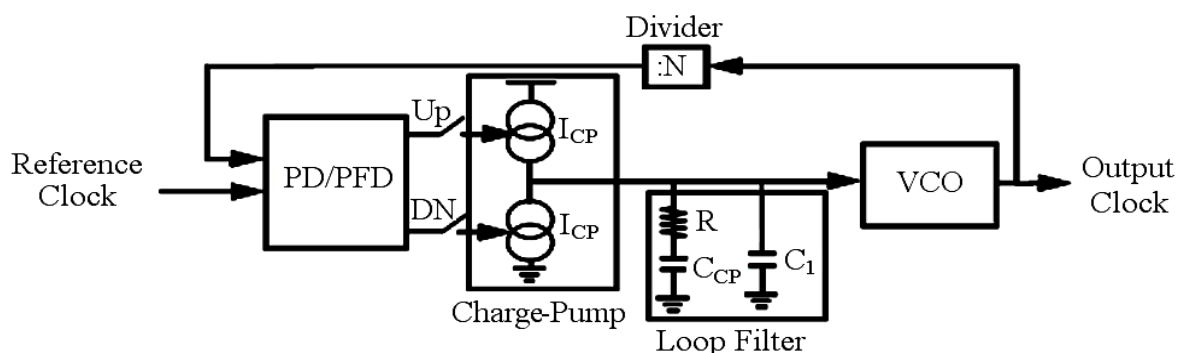 Divider
:N
Up
I_CP
Reference
Clock
PD/PFD
VCO
Output
Clock
DN
I_CP
R
C_CP
C_1
Charge-Pump
Loop Filter